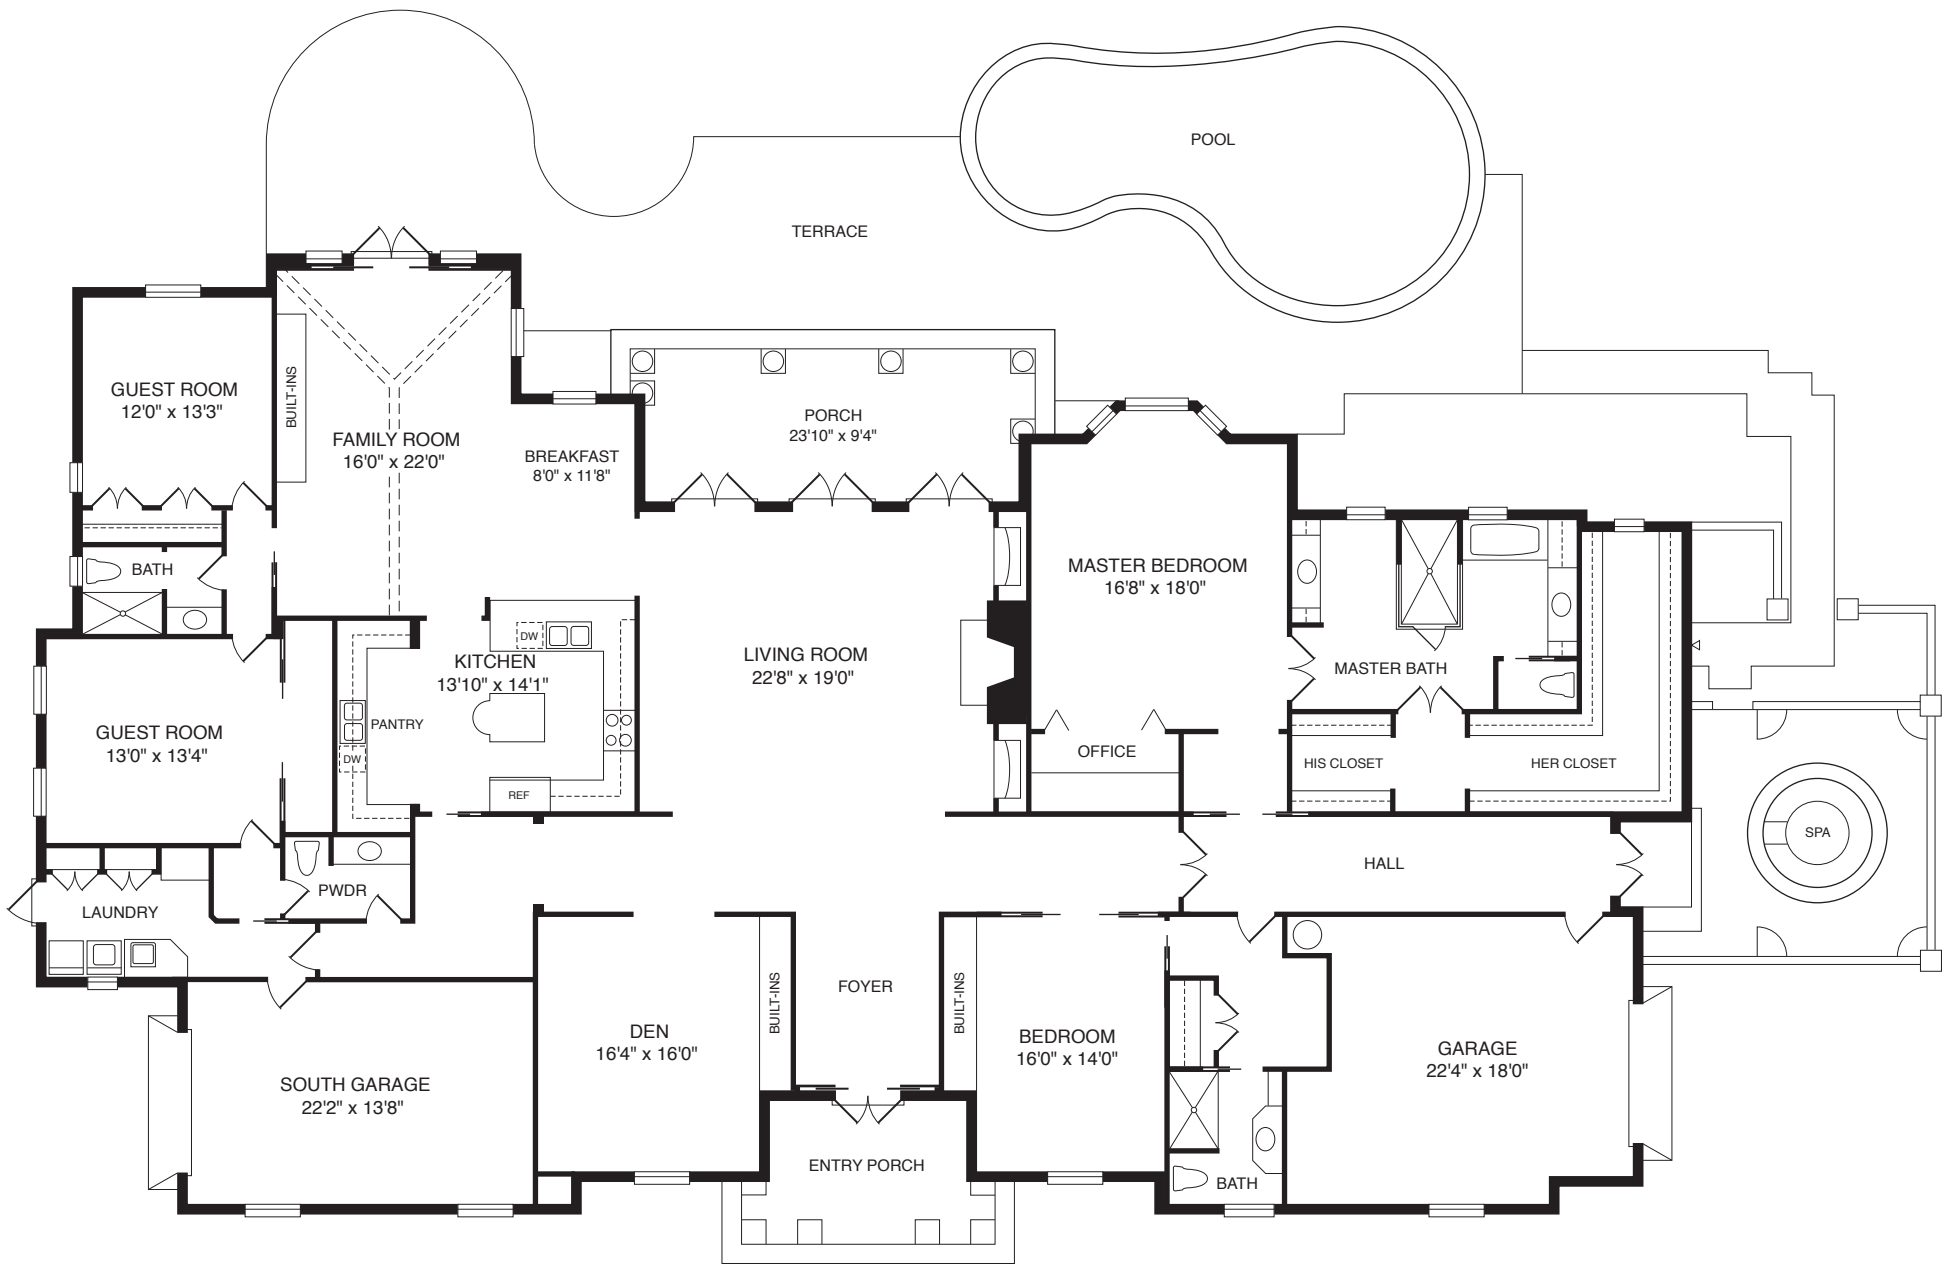 POOL
TERRACE
GUEST ROOM
12'0" x 13'3"
BUILT-INS
FAMILY ROOM
16'0" x 22'0"
BREAKFAST
8'0" x 11'8"
PORCH
23'10" x 9'4"
BATH
MASTER BEDROOM
16'8" x 18'0"
DW
KITCHEN
13'10" x 14'1"
LIVING ROOM
22'8" x 19'0"
MASTER BATH
GUEST ROOM
13'0" x 13'4"
PANTRY
DW
REF
OFFICE
HIS CLOSET
HER CLOSET
SPA
HALL
PWDR
LAUNDRY
FOYER
BUILT-INS
BUILT-INS
DEN
16'4" x 16'0"
BEDROOM
16'0" x 14'0"
GARAGE
22'4" x 18'0"
SOUTH GARAGE
22'2" x 13'8"
ENTRY PORCH
BATH